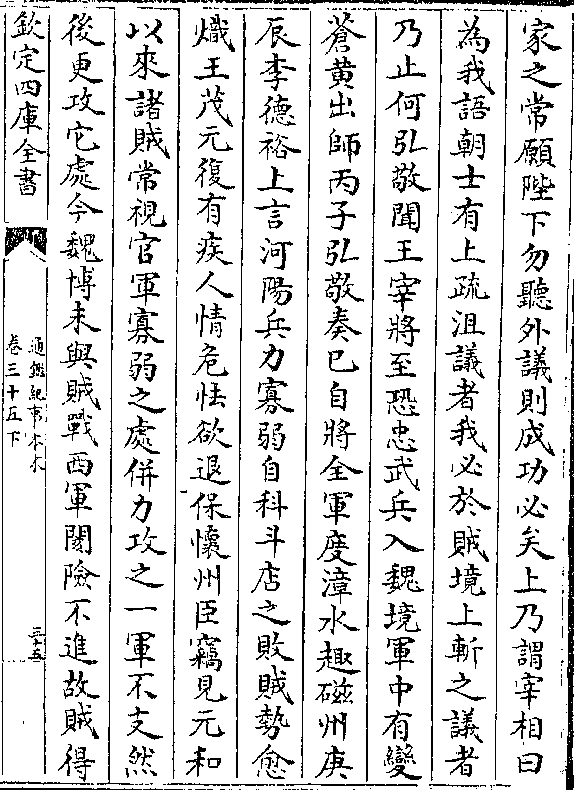 家之常願陛下勿聽外議則成功必矣上乃謂宰相曰
為我語朝士有上疏沮議者我必於賊境上斬之議者
乃止何弘敬聞王宰將至恐忠武兵入魏境軍中有變
蒼黃出師丙子弘敬奏已自將全軍度漳水趣磁州庚
辰李德裕上言河陽兵力寡弱自科斗店之敗賊勢愈
熾王茂元復有疾人情危怯欲退保懷州臣竊見元和
以來諸賊常視官軍寡弱之處併力攻之一軍不支然
後更攻它處今魏博未與賊戰西軍閡險不進故賊得
欽定四庫全書
通鑑紀事本末
卷三十五下
三十五